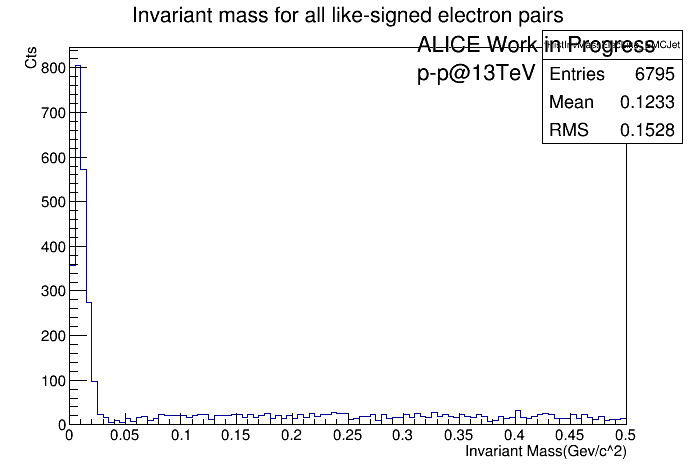 Invariant mass for all like-signed electron pairs
Cts
ALICE Work in Progress
p-p@13TeV
Entries 6795
Mean 0.1233
RMS 0.1528
800
700
600
500
400
300
200
100
0
0 0.05 0.1 0.15 0.2 0.25 0.3 0.35 0.4 0.45 0.5
Invariant Mass(Gev/c^2)